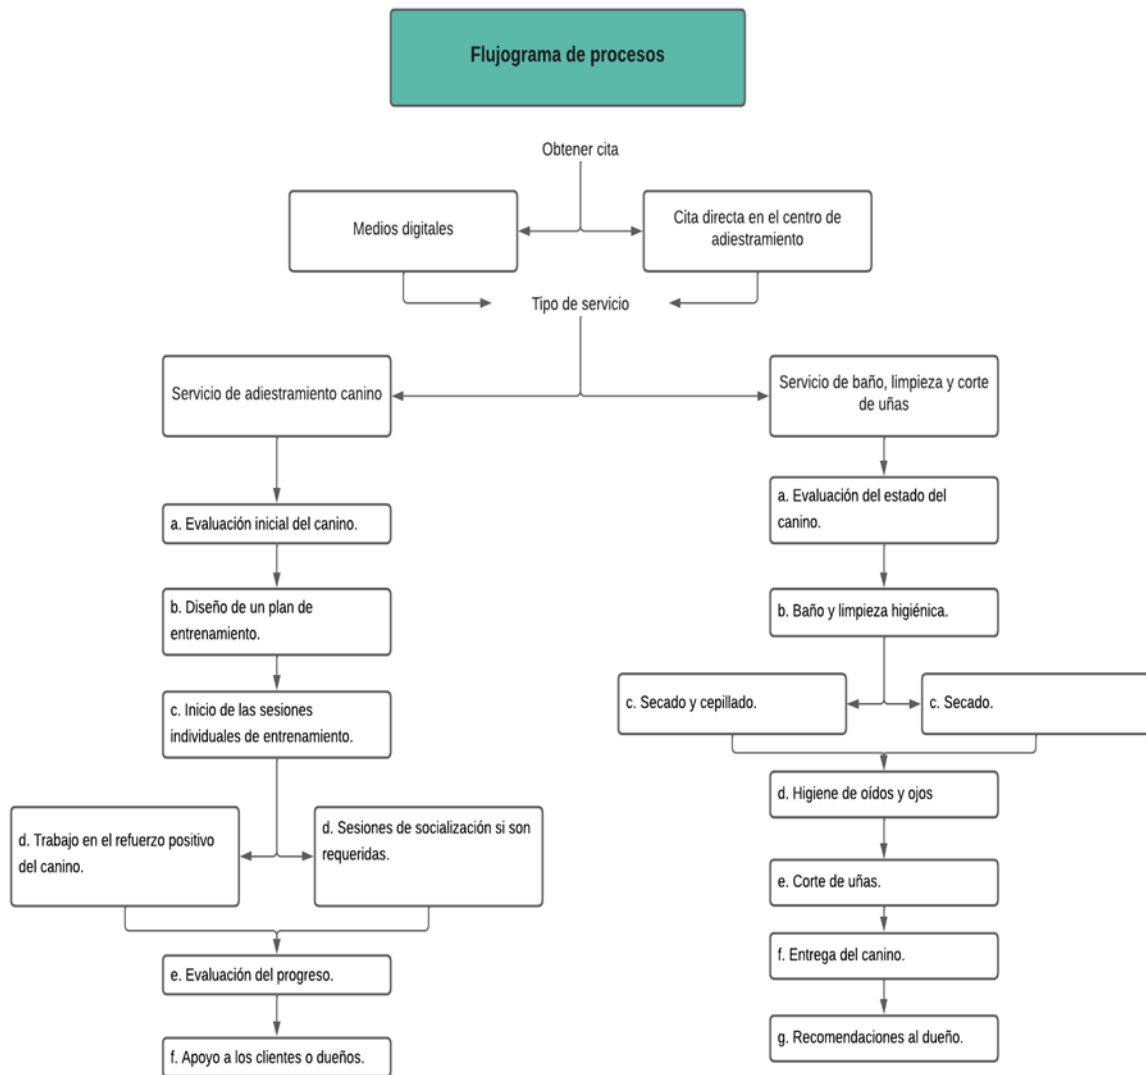 Flujograma de procesos
Obtener cita
Medios digitales
Cita directa en el centro de
adiestramiento
Tipo de servicio
Servicio de adiestramiento canino
Servicio de baño, limpieza y corte
de uñas
a. Evaluación inicial del canino.
b. Diseño de un plan de
entrenamiento.
c. Inicio de las sesiones
individuales de entrenamiento.
d. Trabajo en el refuerzo positivo
del canino.
d. Sesiones de socialización si son
requeridas.
e. Evaluación del progreso.
f. Apoyo a los clientes o dueños.
a. Evaluación del estado del
canino.
b. Baño y limpieza higiénica.
c. Secado y cepillado.
c. Secado.
d. Higiene de oídos y ojos
e. Corte de uñas.
f. Entrega del canino.
g. Recomendaciones al dueño.